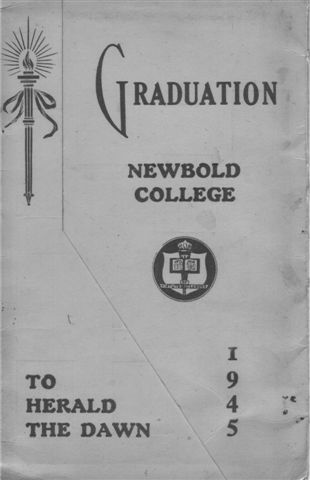 GRADUATION
NEWBOLD
COLLEGE
1
TO 9
HERALD 4
THE DAWN 5